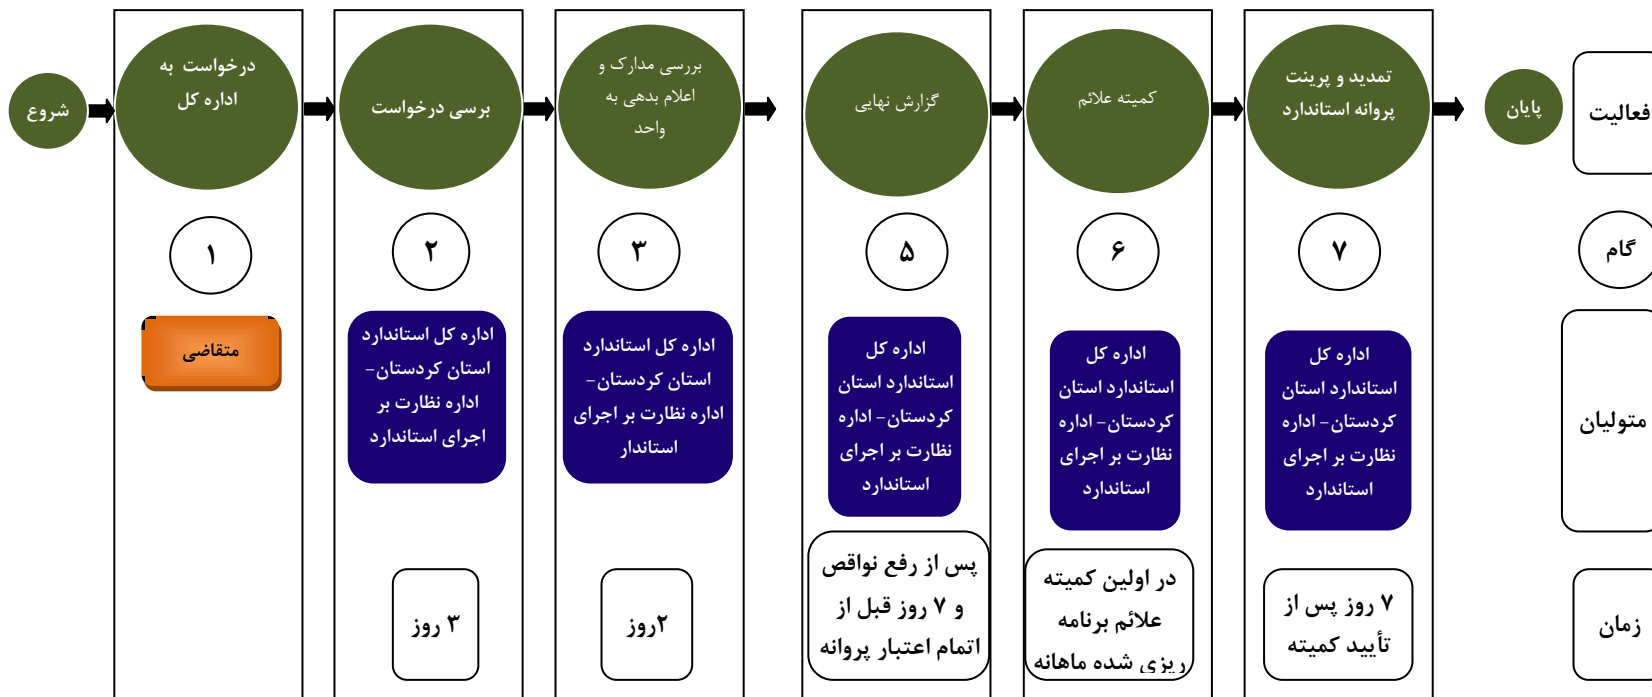 شروع
درخواست به
اداره کل
برسی درخواست
بررسی مدارک و
اعلام بدهی به
واحد
گزارش نهایی
کمیته علائم
تمدید و پرینت
پروانه استاندارد
پایان
فعالیت
۱
۲
۳
۵
۶
۷
گام
متقاضی
اداره کل استاندارد
استان کردستان-
اداره نظارت بر
اجرای استاندارد
اداره کل استاندارد
استان کردستان-
اداره نظارت بر اجرای
استاندار
اداره کل
استاندارد استان
کردستان- اداره
نظارت بر اجرای
استاندارد
اداره کل
استاندارد استان
کردستان- اداره
نظارت بر اجرای
استاندارد
اداره کل
استاندارد استان
کردستان- اداره
نظارت بر اجرای
استاندارد
متولیان
۳ روز
۲روز
پس از رفع نواقص
و ۷ روز قبل از
اتمام اعتبار پروانه
در اولین کمیته
علائم برنامه
ریزی شده ماهانه
۷ روز پس از
تأیید کمیته
زمان